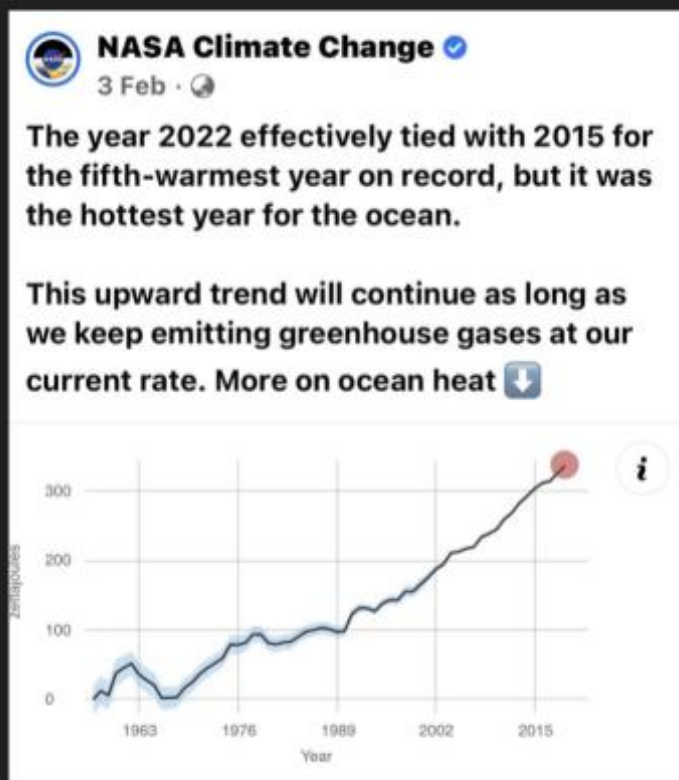 NASA Climate Change
3 Feb ·
The year 2022 effectively tied with 2015 for
the fifth-warmest year on record, but it was
the hottest year for the ocean.
This upward trend will continue as long as
we keep emitting greenhouse gases at our
current rate. More on ocean heat ⬇️
i
300
200
100
0
zettajoules
1963 1976 1989 2002 2015
Year